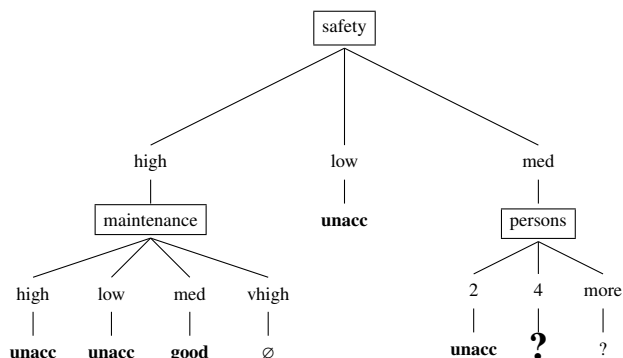 safety
high low med
maintenance unacc persons
high low med vhigh 2 4 more
unacc unacc good ∅ unacc ? ?